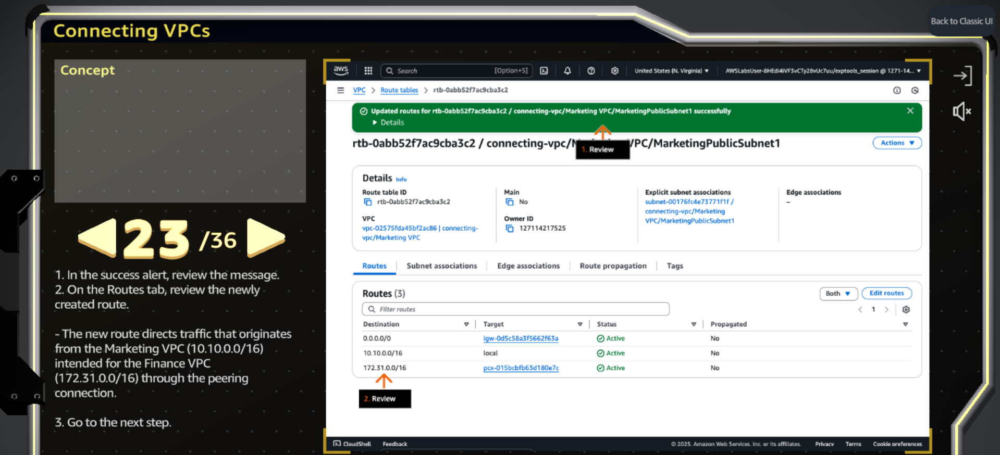 Back to Classic UI
Connecting VPCs
Concept
23 /36
1. In the success alert, review the message.
2. On the Routes tab, review the newly
created route.
- The new route directs traffic that originates
from the Marketing VPC (10.10.0.0/16)
intended for the Finance VPC
(172.31.0.0/16) through the peering
connection.
3. Go to the next step.
aws Search [Option+S] United States (N. Virginia) AWSLabsUser-8HEdi4iVF3vCTy28vUc7uu/exptools_session @ 1271-14...
VPC > Route tables > rtb-0abb52f7ac9cba3c2
Updated routes for rtb-0abb52f7ac9cba3c2 / connecting-vpc/Marketing VPC/MarketingPublicSubnet1 successfully
Details
rtb-0abb52f7ac9cba3c2 / connecting-vpc/M VPC/MarketingPublicSubnet1 Actions
1. Review
Details Info
Route table ID Main Explicit subnet associations Edge associations
rtb-0abb52f7ac9cba3c2 No subnet-00176fc4e73771f1f / –
connecting-vpc/Marketing
VPC Owner ID VPC/MarketingPublicSubnet1
vpc-02575fda45bf2ac86 | connecting- 127114217525
vpc/Marketing VPC
Routes Subnet associations Edge associations Route propagation Tags
Routes (3) Both Edit routes
Filter routes < 1 >
Destination Target Status Propagated
0.0.0.0/0 igw-0d5c58a3f5662f63a Active No
10.10.0.0/16 local Active No
172.31.0.0/16 pcx-015bcbfb63d180e7c Active No
2. Review
CloudShell Feedback © 2025, Amazon Web Services, Inc. or its affiliates. Privacy Terms Cookie preferences